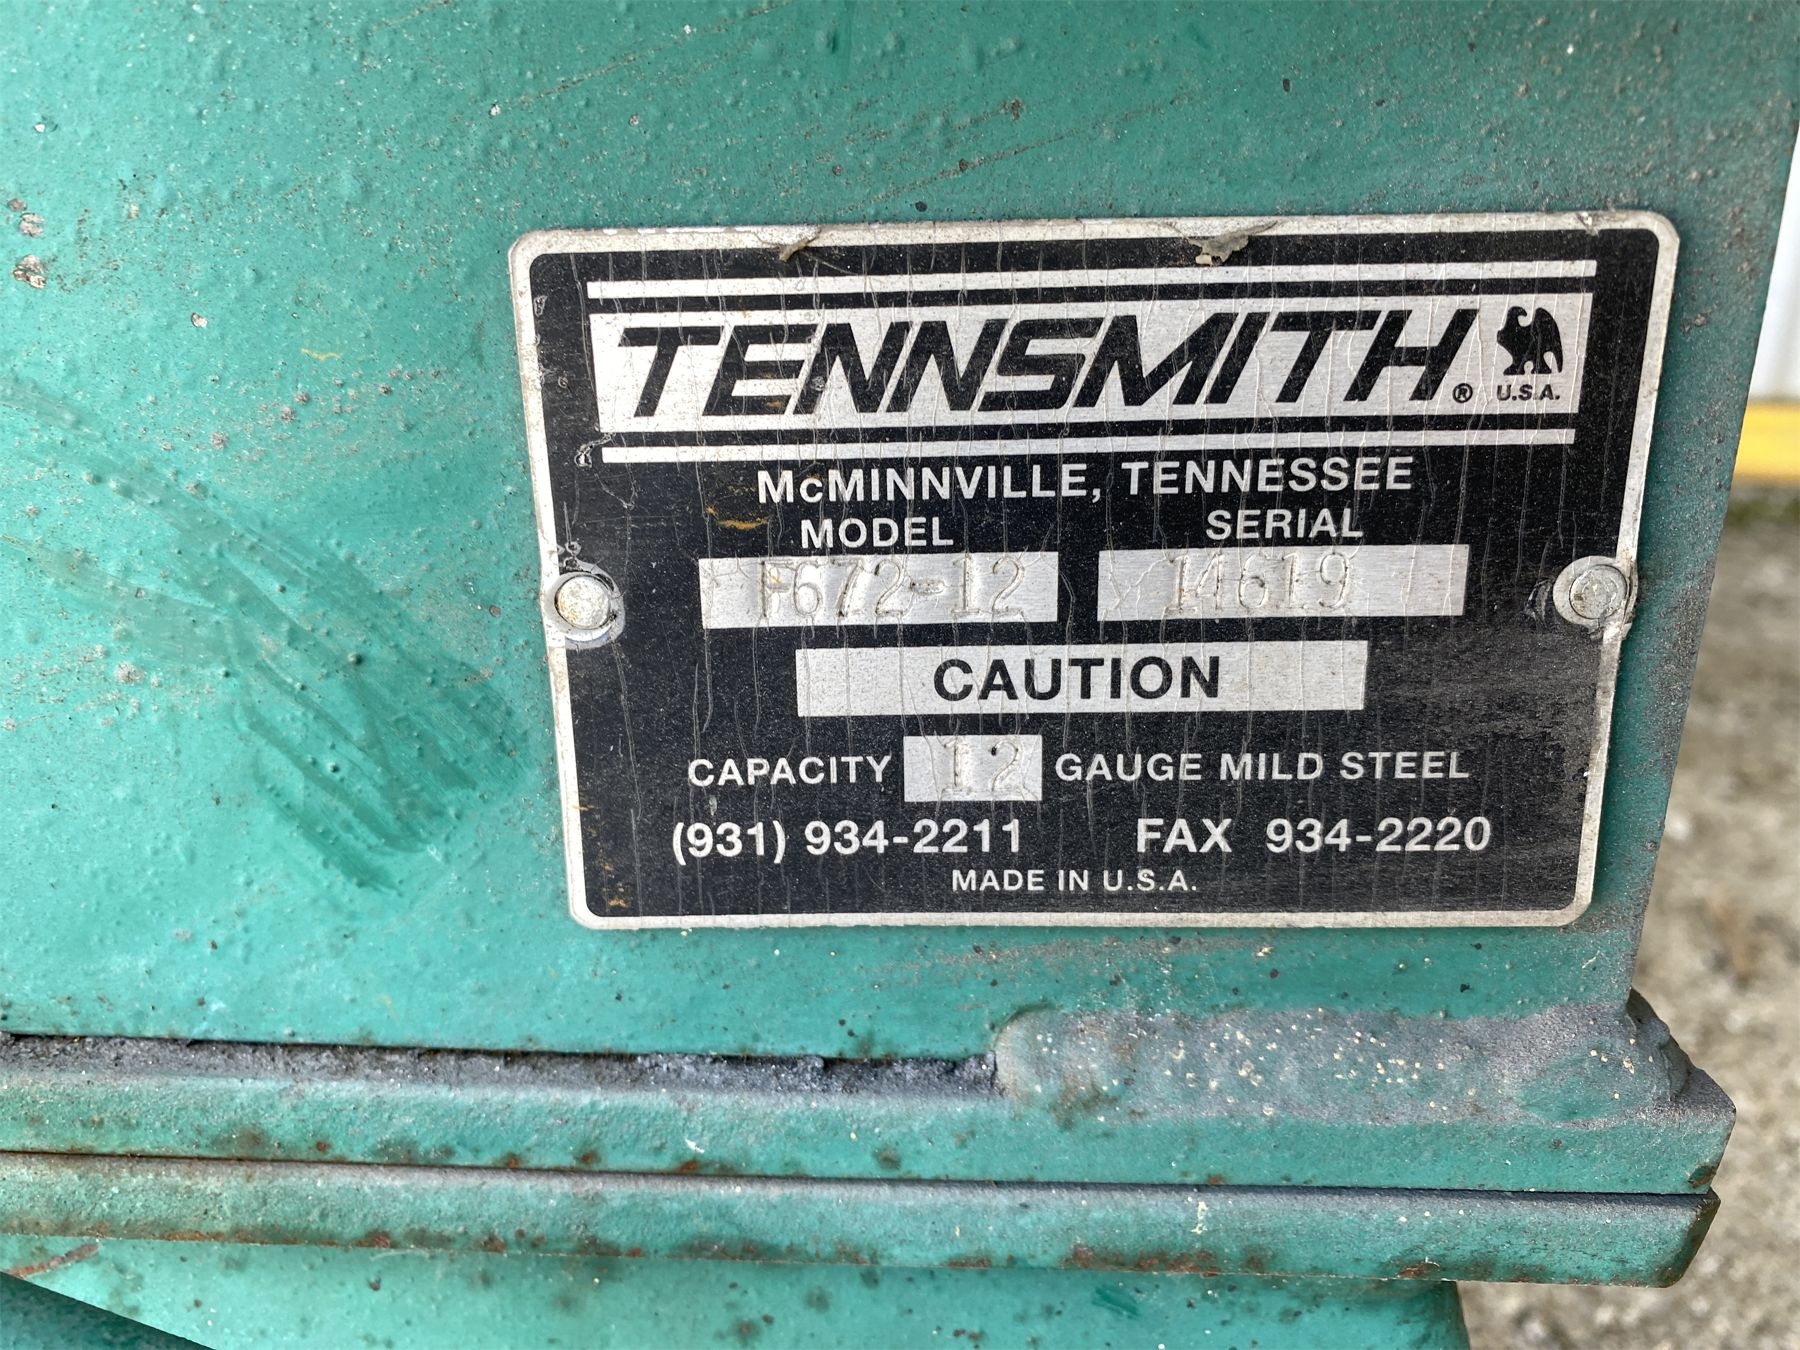 TENNSMITH® U.S.A.
McMINNVILLE, TENNESSEE
MODEL SERIAL
F672-12 14619
CAUTION
CAPACITY 12 GAUGE MILD STEEL
(931) 934-2211 FAX 934-2220
MADE IN U.S.A.